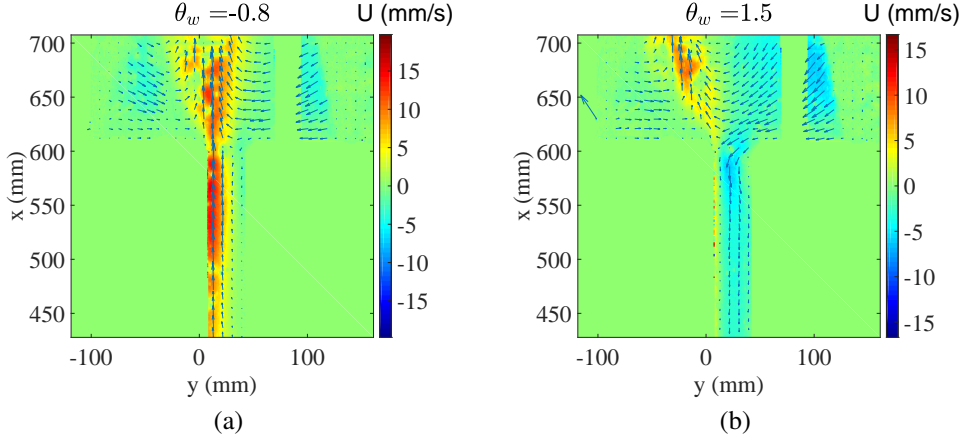 θ_w =-0.8 U (mm/s) θ_w =1.5 U (mm/s)
700 15 700 15
650 10 650 10
600 5 600 5
x (mm) 550 0 x (mm) 550 0
500 -5 500 -5
450 -10 450 -10
-15 -15
-100 0 100 -100 0 100
y (mm) y (mm)
(a) (b)